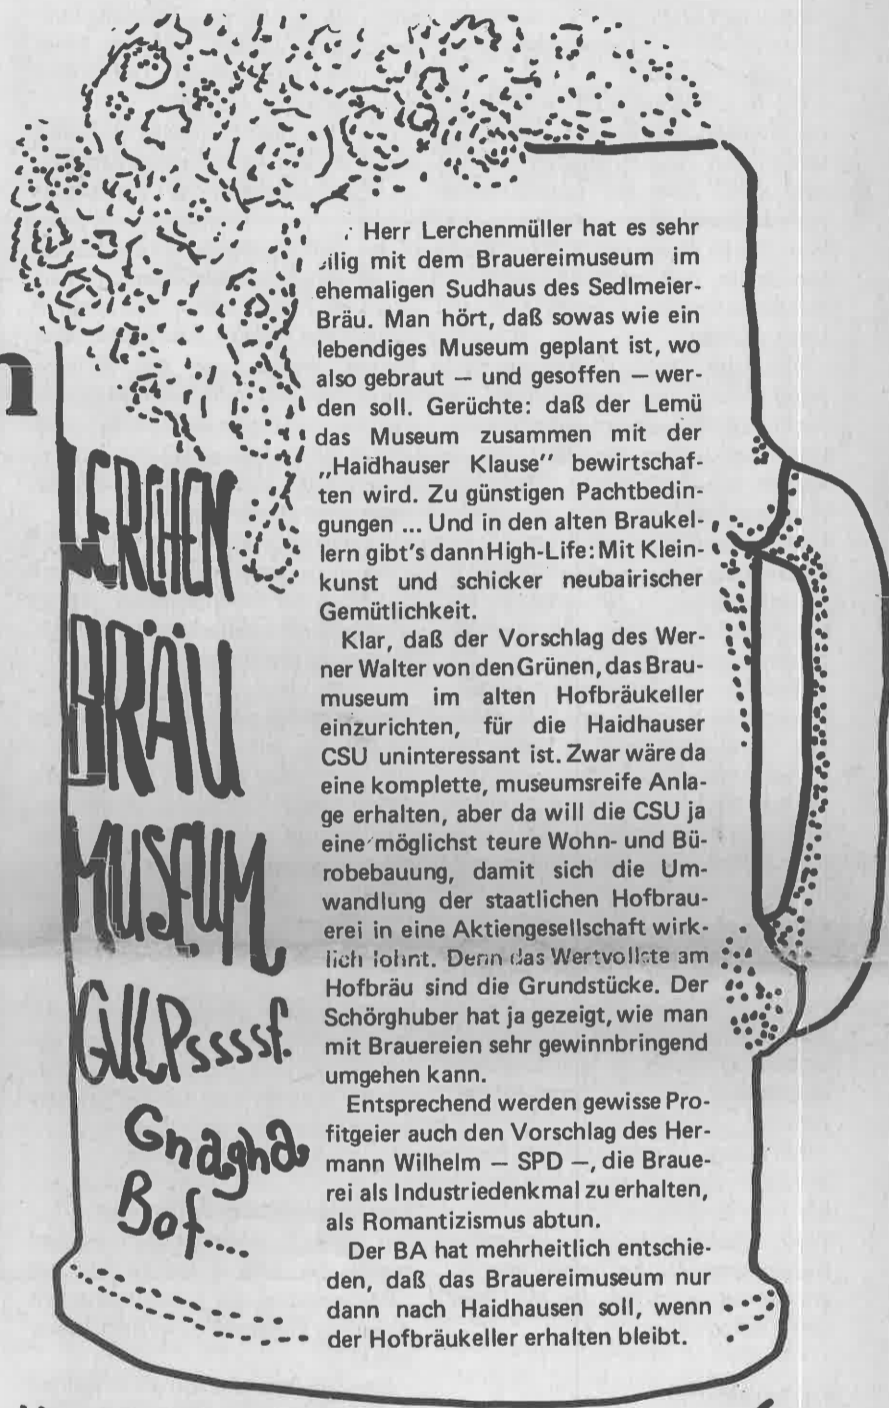 LERCHEN
BRÄU
MUSEUM
GULLPssssf.
Gnagha
Bof....
Herr Lerchenmüller hat es sehr
eilig mit dem Brauereimuseum im
ehemaligen Sudhaus des Sedlmeier-
Bräu. Man hört, daß sowas wie ein
lebendiges Museum geplant ist, wo
also gebraut — und gesoffen — wer-
den soll. Gerüchte: daß der Lemü
das Museum zusammen mit der
„Haidhauser Klause" bewirtschaf-
ten wird. Zu günstigen Pachtbedin-
gungen ... Und in den alten Braukel-
lern gibt's dann High-Life: Mit Klein-
kunst und schicker neubairischer
Gemütlichkeit.
Klar, daß der Vorschlag des Wer-
ner Walter von den Grünen, das Brau-
museum im alten Hofbräukeller
einzurichten, für die Haidhauser
CSU uninteressant ist. Zwar wäre da
eine komplette, museumsreife Anla-
ge erhalten, aber da will die CSU ja
eine möglichst teure Wohn- und Bü-
robebauung, damit sich die Um-
wandlung der staatlichen Hofbrau-
erei in eine Aktiengesellschaft wirk-
lich lohnt. Denn das Wertvollste am
Hofbräu sind die Grundstücke. Der
Schörghuber hat ja gezeigt, wie man
mit Brauereien sehr gewinnbringend
umgehen kann.
Entsprechend werden gewisse Pro-
fitgeier auch den Vorschlag des Her-
mann Wilhelm — SPD —, die Braue-
rei als Industriedenkmal zu erhalten,
als Romantizismus abtun.
Der BA hat mehrheitlich entschie-
den, daß das Brauereimuseum nur
dann nach Haidhausen soll, wenn
der Hofbräukeller erhalten bleibt.